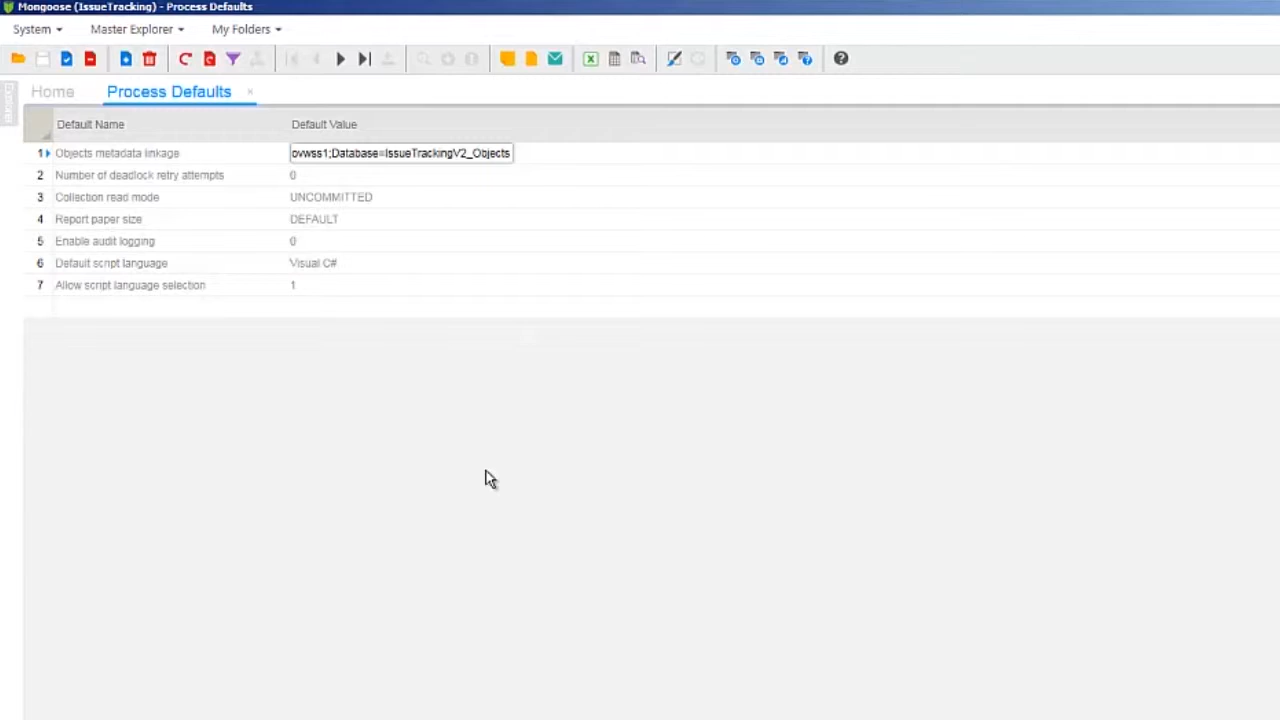 Mongoose (IssueTracking) - Process Defaults
System Master Explorer My Folders
Home Process Defaults ×
Default Name Default Value
1 Objects metadata linkage ovwss1;Database=IssueTrackingV2_Objects
2 Number of deadlock retry attempts 0
3 Collection read mode UNCOMMITTED
4 Report paper size DEFAULT
5 Enable audit logging 0
6 Default script language Visual C#
7 Allow script language selection 1